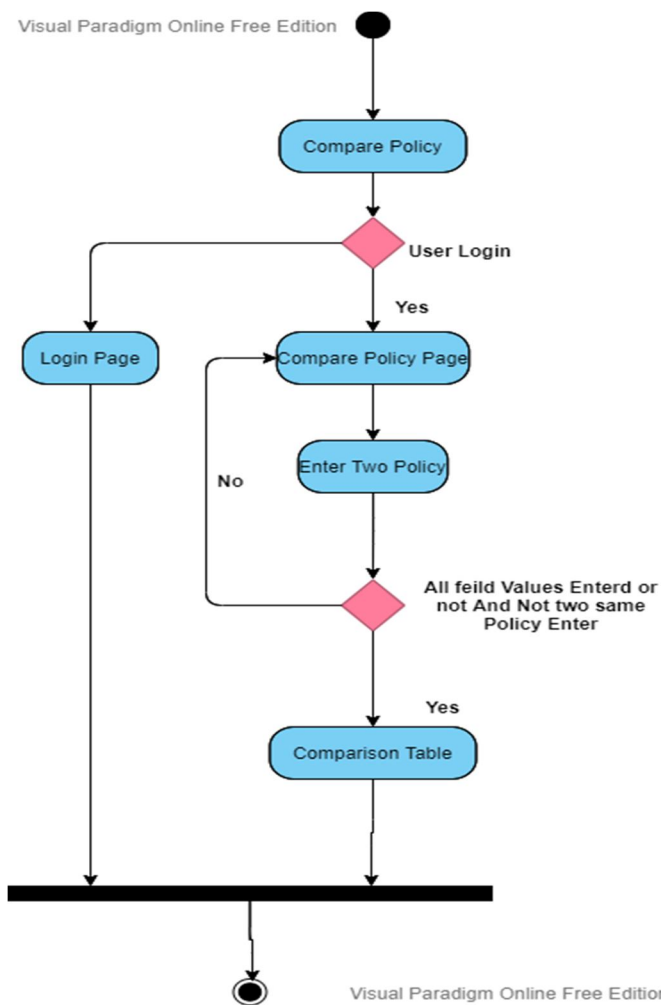 Visual Paradigm Online Free Edition
Compare Policy
User Login
Yes
Login Page
Compare Policy Page
Enter Two Policy
No
All feild Values Enterd or
not And Not two same
Policy Enter
Yes
Comparison Table
Visual Paradigm Online Free Edition